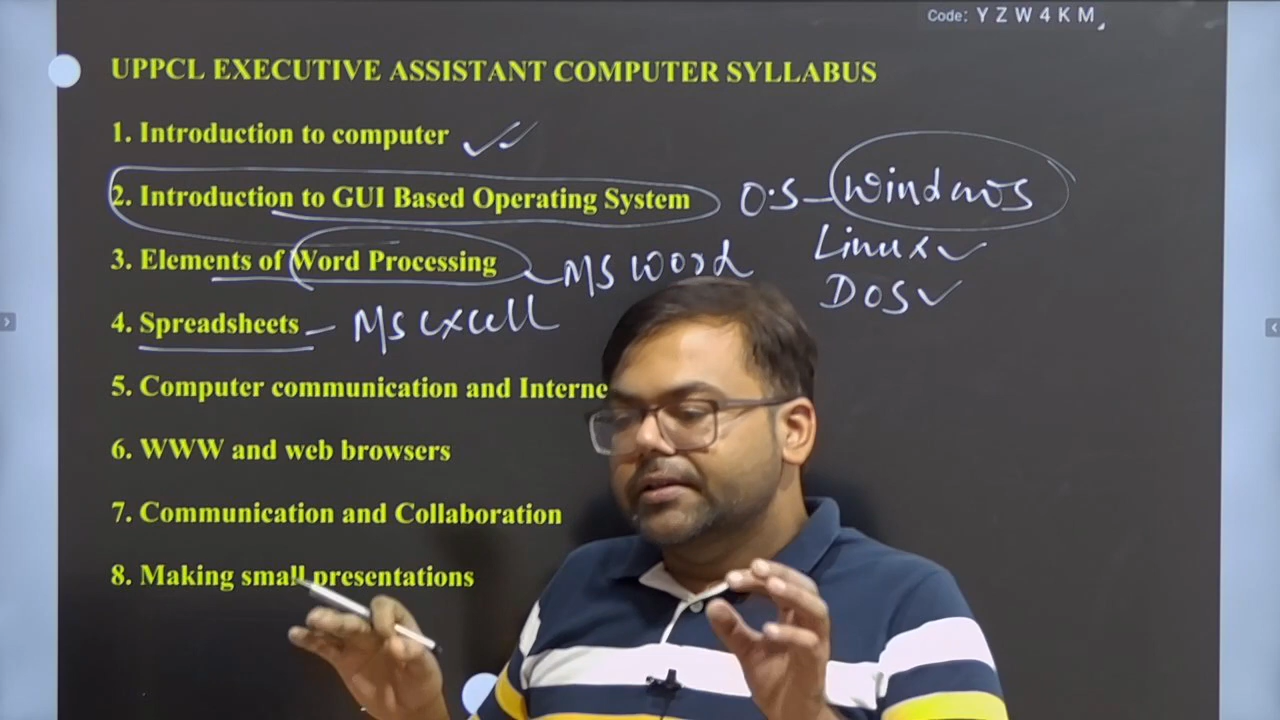 Code: Y Z W 4 K M
UPPCL EXECUTIVE ASSISTANT COMPUTER SYLLABUS
1. Introduction to computer
2. Introduction to GUI Based Operating System O.S - Windows
3. Elements of Word Processing - MS Word Linux
4. Spreadsheets - MS Excell DOS
5. Computer communication and Interne
6. WWW and web browsers
7. Communication and Collaboration
8. Making small presentations